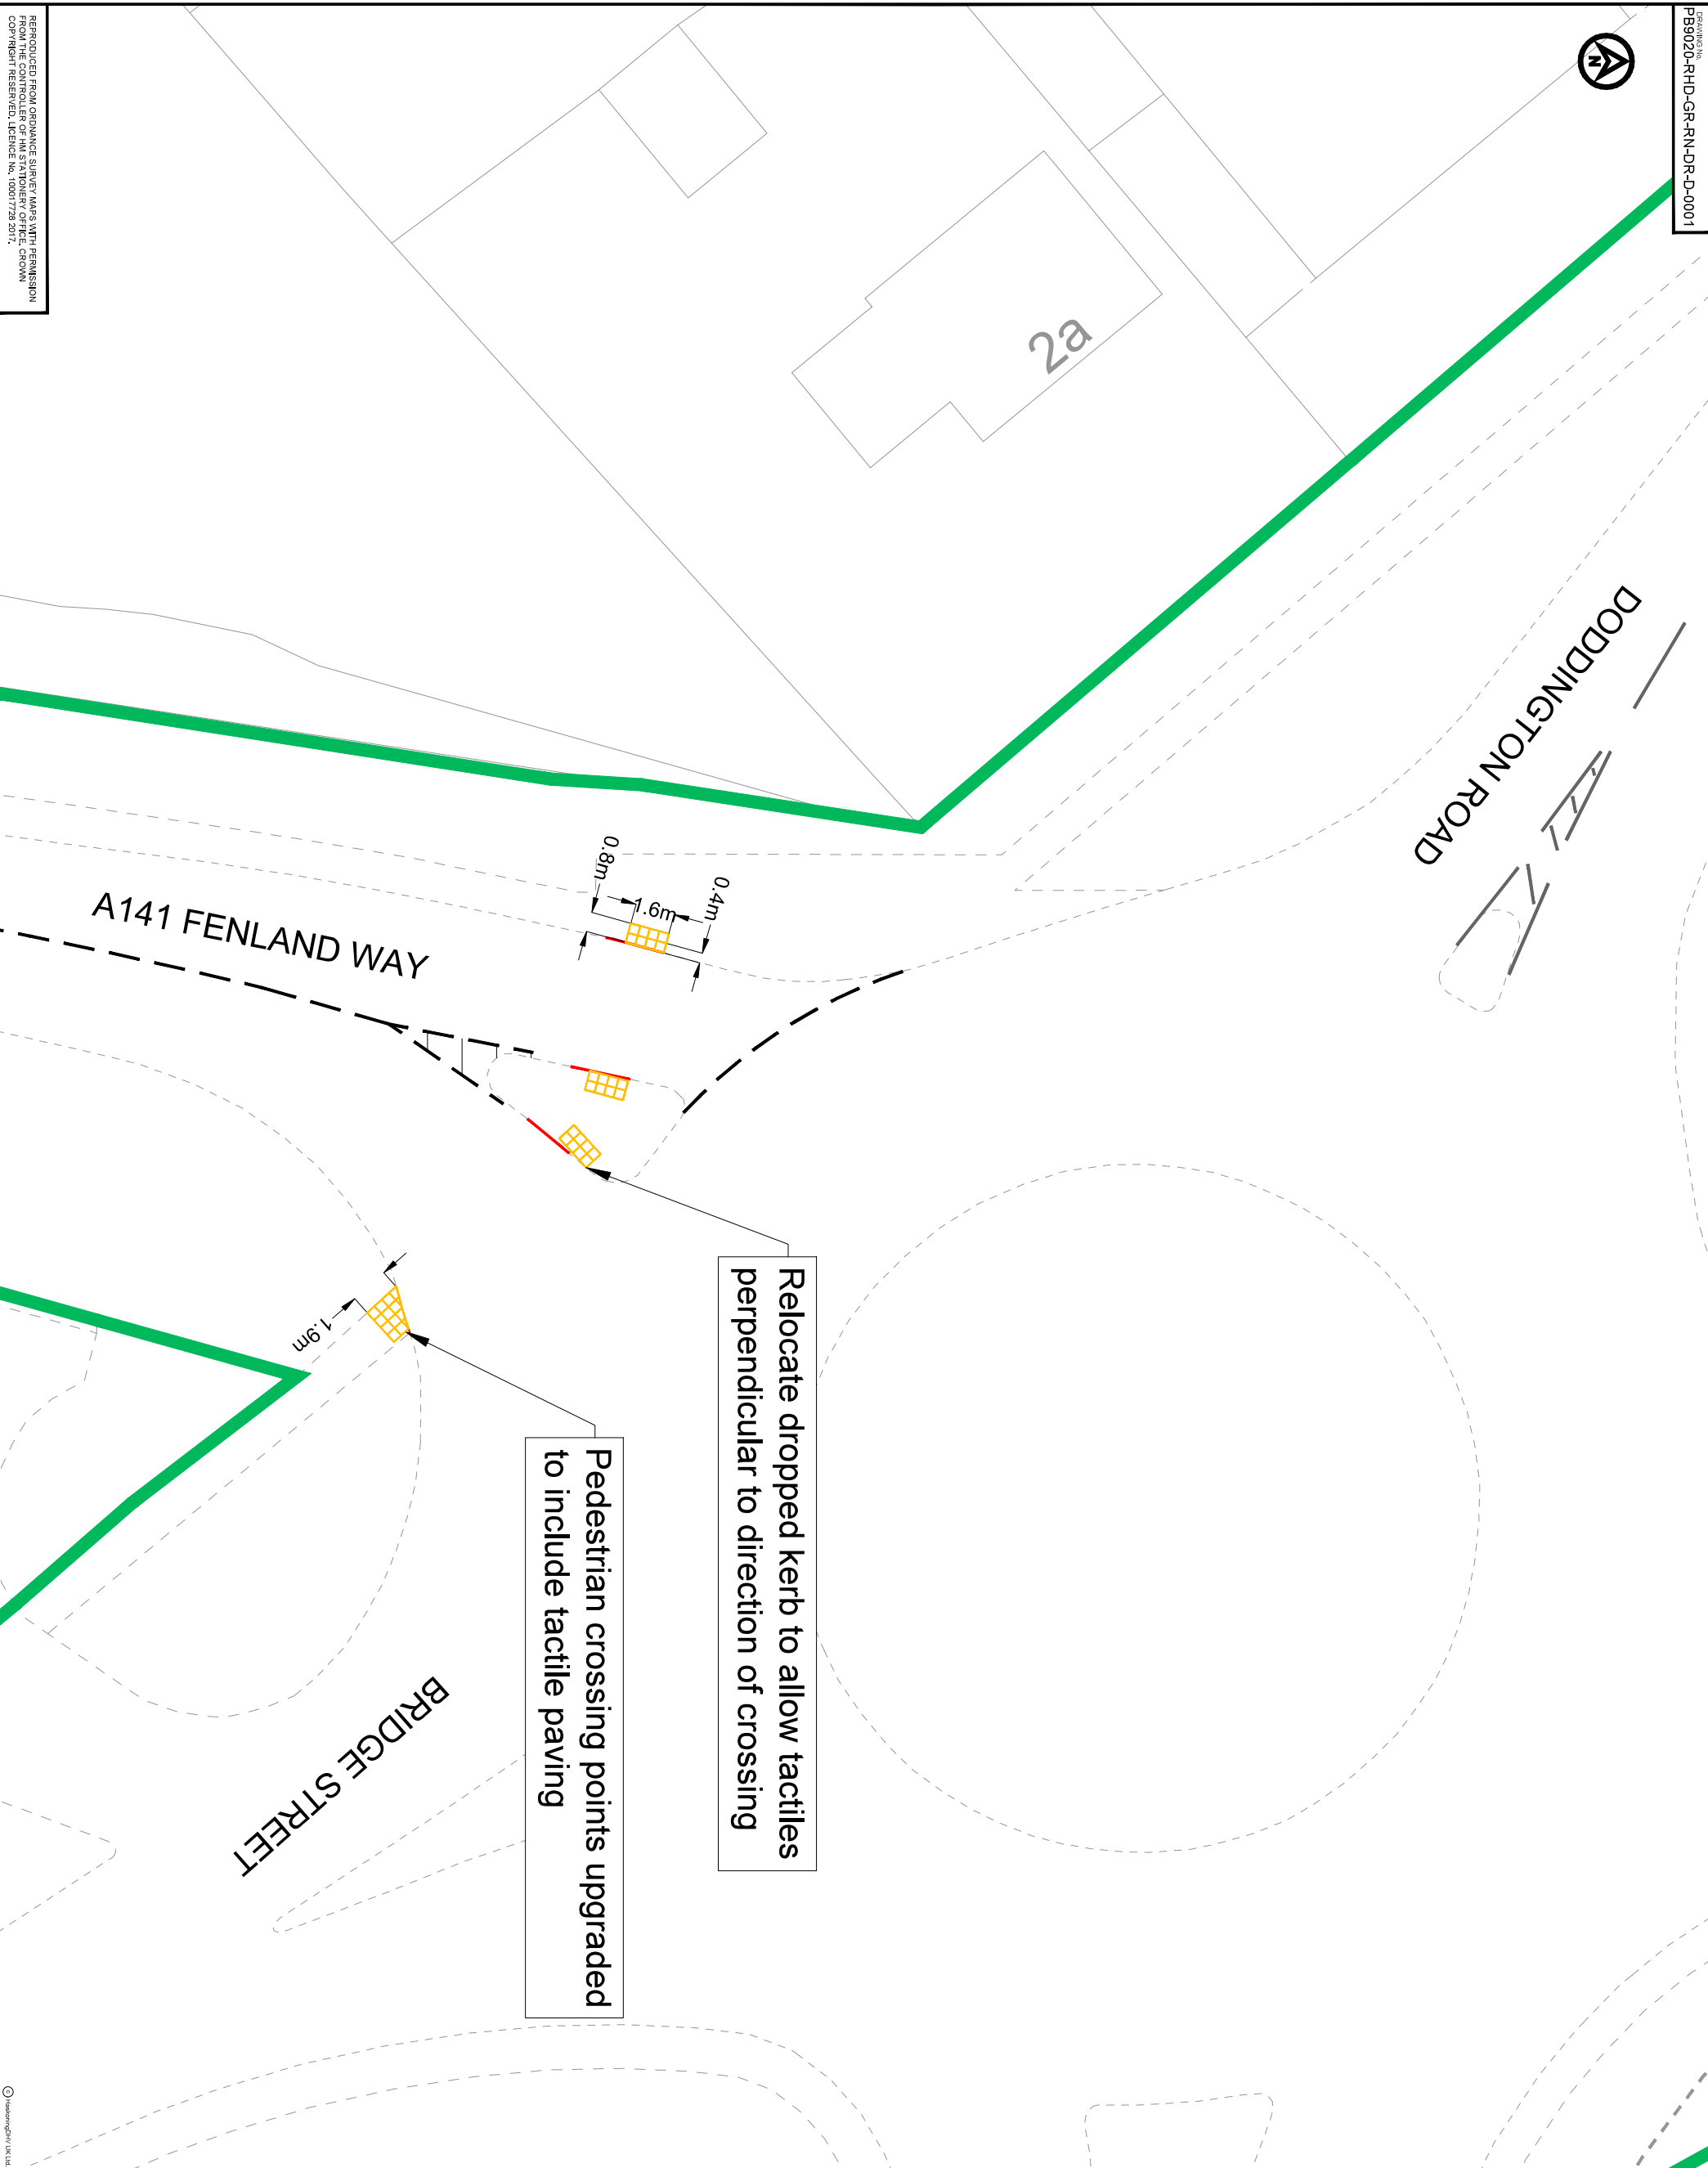 DRAWING No.
PB9020-RHD-GR-RN-DR-D-0001
N
2a
DODDINGTON ROAD
A141 FENLAND WAY
0.8m
1.6m
0.4m
Relocate dropped kerb to allow tactiles
perpendicular to direction of crossing
1.9m
Pedestrian crossing points upgraded
to include tactile paving
BRIDGE STREET
REPRODUCED FROM ORDNANCE SURVEY MAPS WITH PERMISSION
FROM THE CONTROLLER OF HM STATIONERY OFFICE, CROWN
COPYRIGHT RESERVED, LICENCE No. 100017728 2017.
© HaskoningDHV UK Ltd.